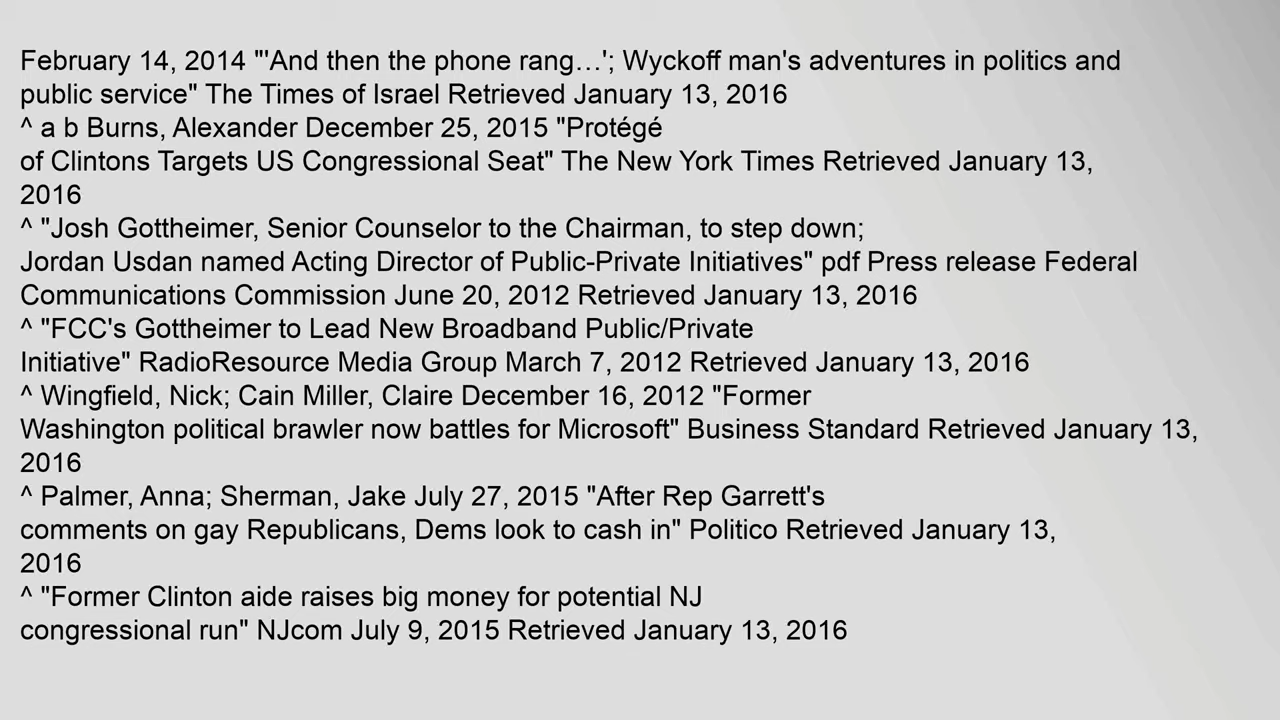 February 14, 2014 "'And then the phone rang…'; Wyckoff man's adventures in politics and
public service" The Times of Israel Retrieved January 13, 2016
^ a b Burns, Alexander December 25, 2015 "Protégé
of Clintons Targets US Congressional Seat" The New York Times Retrieved January 13,
2016
^ "Josh Gottheimer, Senior Counselor to the Chairman, to step down;
Jordan Usdan named Acting Director of Public-Private Initiatives" pdf Press release Federal
Communications Commission June 20, 2012 Retrieved January 13, 2016
^ "FCC's Gottheimer to Lead New Broadband Public/Private
Initiative" RadioResource Media Group March 7, 2012 Retrieved January 13, 2016
^ Wingfield, Nick; Cain Miller, Claire December 16, 2012 "Former
Washington political brawler now battles for Microsoft" Business Standard Retrieved January 13,
2016
^ Palmer, Anna; Sherman, Jake July 27, 2015 "After Rep Garrett's
comments on gay Republicans, Dems look to cash in" Politico Retrieved January 13,
2016
^ "Former Clinton aide raises big money for potential NJ
congressional run" NJcom July 9, 2015 Retrieved January 13, 2016